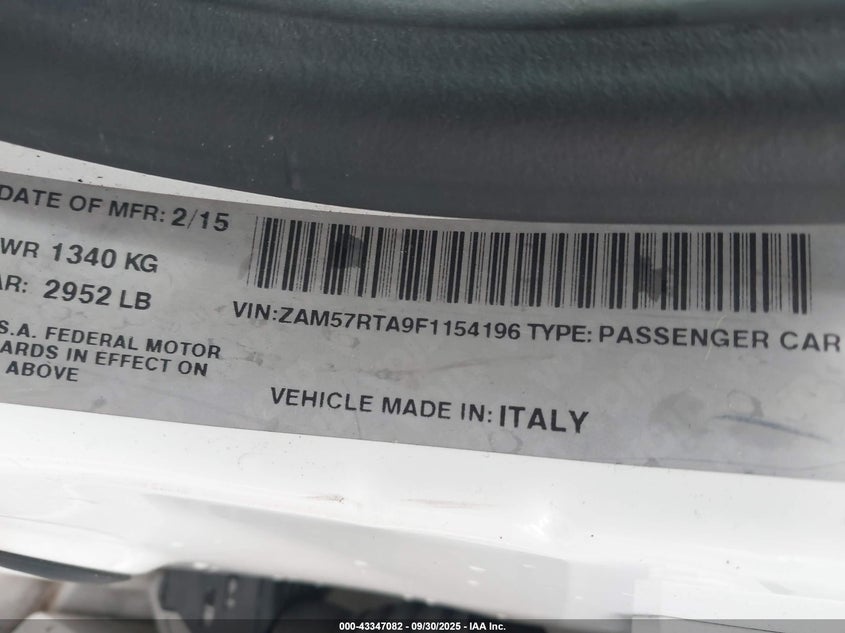 DATE OF MFR: 2/15
WR 1340 KG
AR: 2952 LB
VIN:ZAM57RTA9F1154196 TYPE: PASSENGER CAR
S.A. FEDERAL MOTOR
ARDS IN EFFECT ON
ABOVE
VEHICLE MADE IN: ITALY
000-43347082 - 09/30/2025 - IAA Inc.